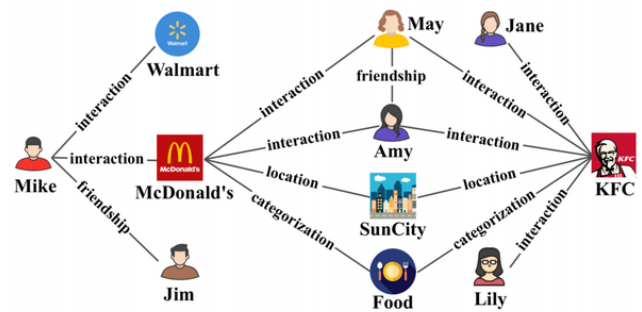 May
Jane
Walmart
Walmart
interaction
interaction
friendship
interaction
interaction
Amy
interaction
interaction
interaction
Mike
McDonald's
McDonald's
location
SunCity
location
KFC
KFC
friendship
categorization
categorization
interaction
Jim
Food
Lily